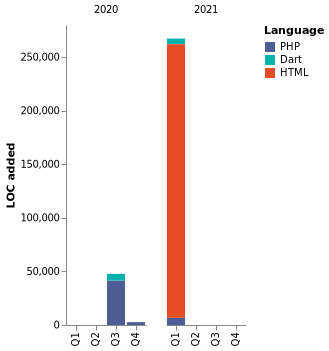 2020
2021
Language
PHP
Dart
HTML
LOC added
250,000
200,000
150,000
100,000
50,000
0
Q1
Q2
Q3
Q4
Q1
Q2
Q3
Q4